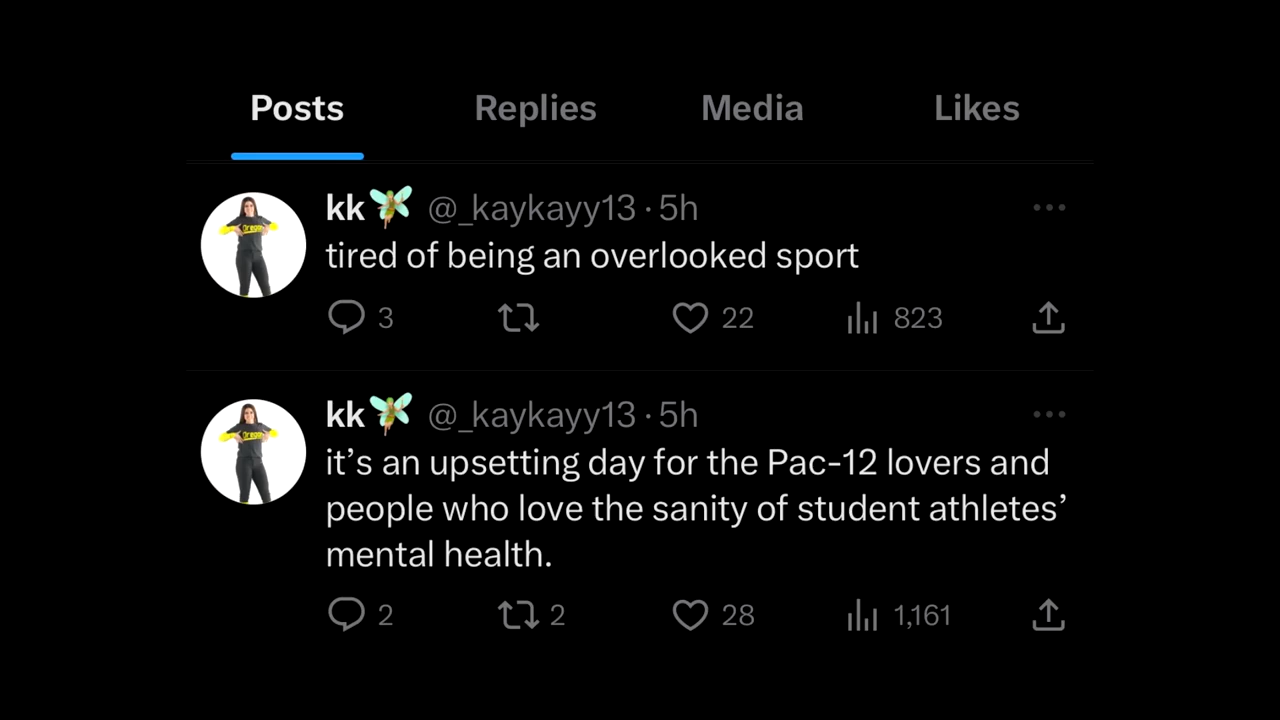 Posts Replies Media Likes
kk🧚 @_kaykayy13 · 5h
tired of being an overlooked sport
3 22 823
kk🧚 @_kaykayy13 · 5h
it’s an upsetting day for the Pac-12 lovers and
people who love the sanity of student athletes’
mental health.
2 2 28 1,161